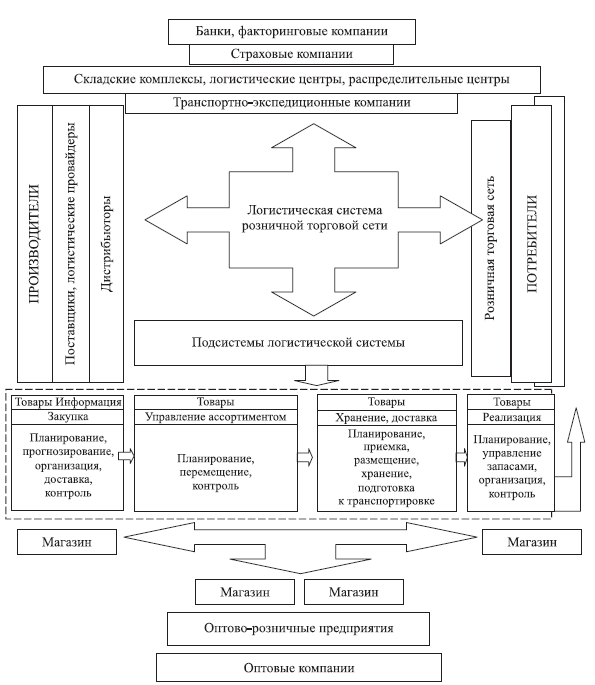 Банки, факторинговые компании
Страховые компании
Складские комплексы, логистические центры, распределительные центры
Транспортно-экспедиционные компании
ПРОИЗВОДИТЕЛИ
Поставщики, логистические провайдеры
Дистрибьюторы
Логистическая система
розничной торговой сети
Розничная торговая сеть
ПОТРЕБИТЕЛИ
Подсистемы логистической системы
Товары Информация
Закупка
Планирование,
прогнозирование,
организация,
доставка,
контроль
Товары
Управление ассортиментом
Планирование,
перемещение,
контроль
Товары
Хранение, доставка
Планирование,
приемка,
размещение,
хранение,
подготовка
к транспортировке
Товары
Реализация
Планирование,
управление
запасами,
организация,
контроль
Магазин
Магазин
Магазин
Магазин
Оптово-розничные предприятия
Оптовые компании